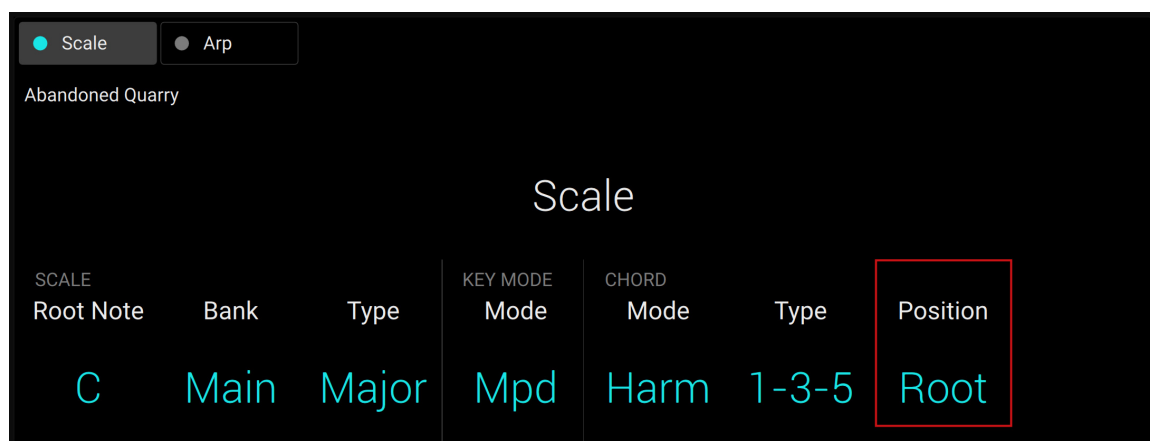 Scale Arp
Abandoned Quarry
Scale
SCALE KEY MODE CHORD
Root Note Bank Type Mode Mode Type Position
C Main Major Mpd Harm 1-3-5 Root